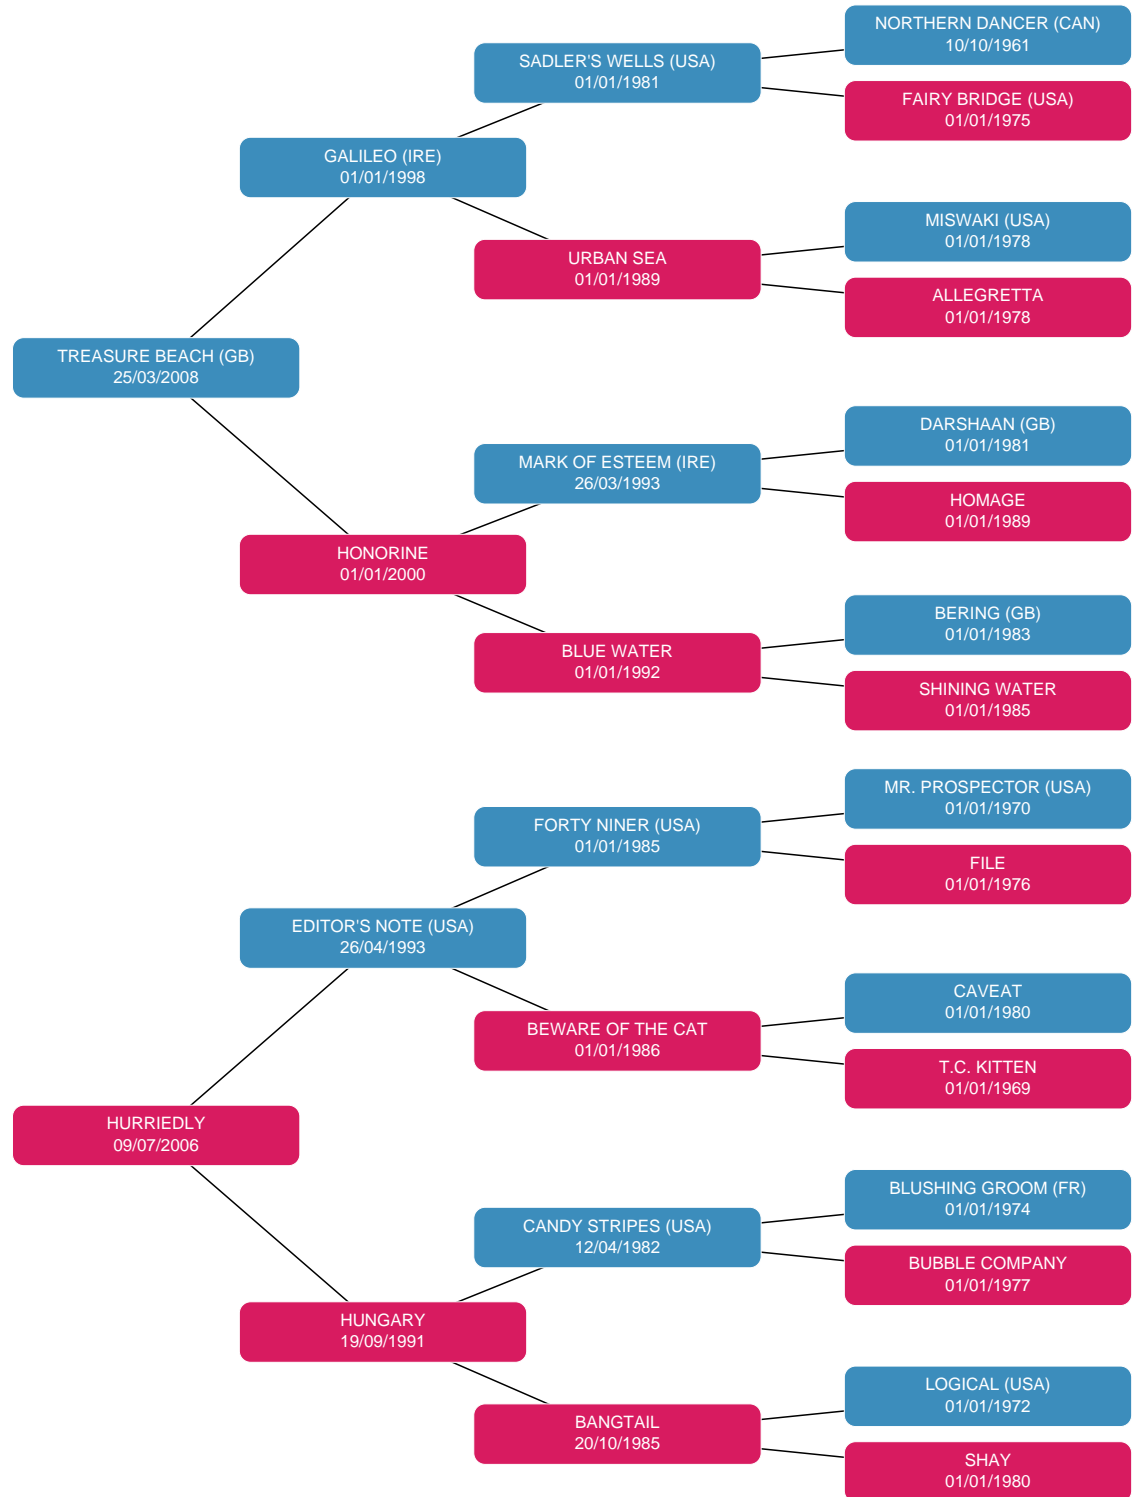 NORTHERN DANCER (CAN)
10/10/1961
SADLER'S WELLS (USA)
01/01/1981
FAIRY BRIDGE (USA)
01/01/1975
GALILEO (IRE)
01/01/1998
MISWAKI (USA)
01/01/1978
URBAN SEA
01/01/1989
ALLEGRETTA
01/01/1978
TREASURE BEACH (GB)
25/03/2008
DARSHAAN (GB)
01/01/1981
MARK OF ESTEEM (IRE)
26/03/1993
HOMAGE
01/01/1989
HONORINE
01/01/2000
BERING (GB)
01/01/1983
BLUE WATER
01/01/1992
SHINING WATER
01/01/1985
MR. PROSPECTOR (USA)
01/01/1970
FORTY NINER (USA)
01/01/1985
FILE
01/01/1976
EDITOR'S NOTE (USA)
26/04/1993
CAVEAT
01/01/1980
BEWARE OF THE CAT
01/01/1986
T.C. KITTEN
01/01/1969
HURRIEDLY
09/07/2006
BLUSHING GROOM (FR)
01/01/1974
CANDY STRIPES (USA)
12/04/1982
BUBBLE COMPANY
01/01/1977
HUNGARY
19/09/1991
LOGICAL (USA)
01/01/1972
BANGTAIL
20/10/1985
SHAY
01/01/1980